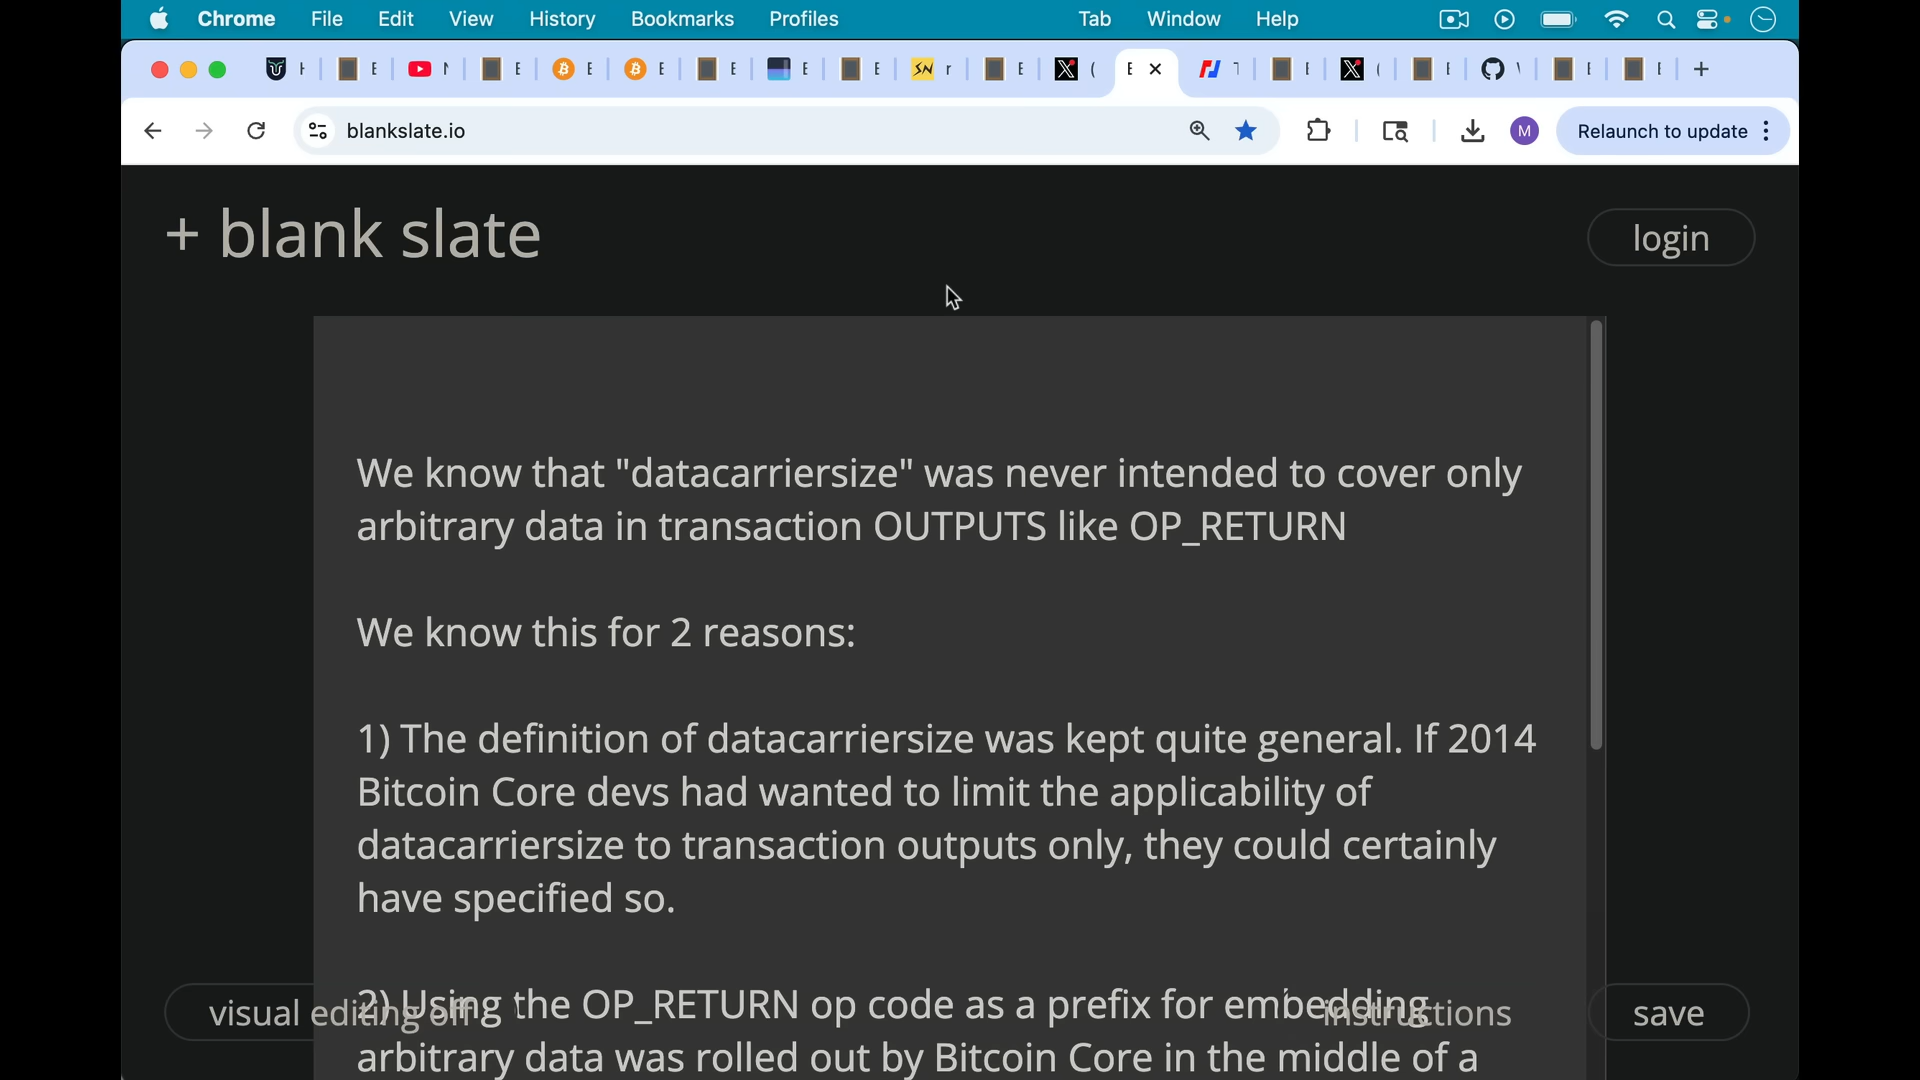 Chrome File Edit View History Bookmarks Profiles Tab Window Help
blankslate.io
Relaunch to update
M
+ blank slate
login
We know that "datacarriersize" was never intended to cover only
arbitrary data in transaction OUTPUTS like OP_RETURN
We know this for 2 reasons:
1) The definition of datacarriersize was kept quite general. If 2014
Bitcoin Core devs had wanted to limit the applicability of
datacarriersize to transaction outputs only, they could certainly
have specified so.
2) Using the OP_RETURN op code as a prefix for embedding
arbitrary data was rolled out by Bitcoin Core in the middle of a
visual editing off
instructions
save